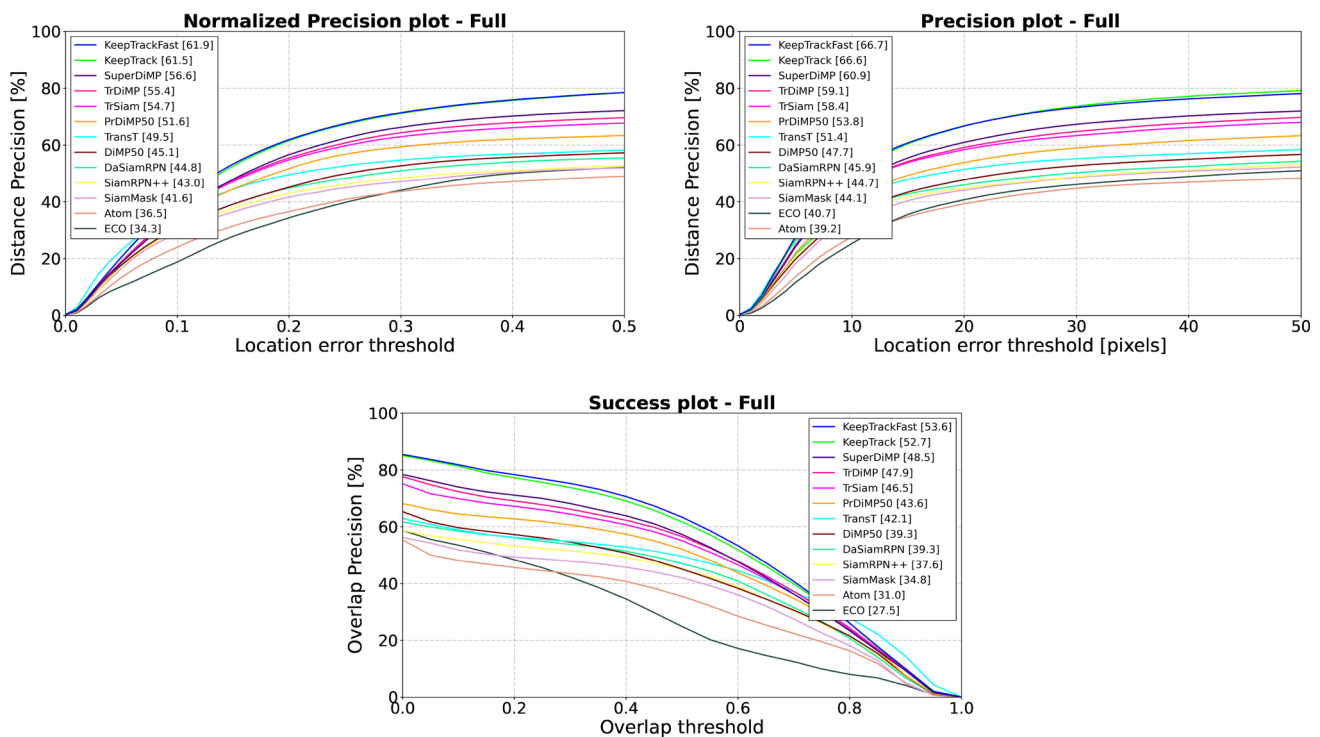 Normalized Precision plot - Full
Distance Precision [%]
100
80
60
40
20
0
KeepTrackFast [61.9]
KeepTrack [61.5]
SuperDiMP [56.6]
TrDiMP [55.4]
TrSiam [54.7]
PrDiMP50 [51.6]
TransT [49.5]
DiMP50 [45.1]
DaSiamRPN [44.8]
SiamRPN++ [43.0]
SiamMask [41.6]
Atom [36.5]
ECO [34.3]
0.0 0.1 0.2 0.3 0.4 0.5
Location error threshold
Precision plot - Full
Distance Precision [%]
100
80
60
40
20
0
KeepTrackFast [66.7]
KeepTrack [66.6]
SuperDiMP [60.9]
TrDiMP [59.1]
TrSiam [58.4]
PrDiMP50 [53.8]
TransT [51.4]
DiMP50 [47.7]
DaSiamRPN [45.9]
SiamRPN++ [44.7]
SiamMask [44.1]
ECO [40.7]
Atom [39.2]
0 10 20 30 40 50
Location error threshold [pixels]
Success plot - Full
Overlap Precision [%]
100
80
60
40
20
0
KeepTrackFast [53.6]
KeepTrack [52.7]
SuperDiMP [48.5]
TrDiMP [47.9]
TrSiam [46.5]
PrDiMP50 [43.6]
TransT [42.1]
DiMP50 [39.3]
DaSiamRPN [39.3]
SiamRPN++ [37.6]
SiamMask [34.8]
Atom [31.0]
ECO [27.5]
0.0 0.2 0.4 0.6 0.8 1.0
Overlap threshold